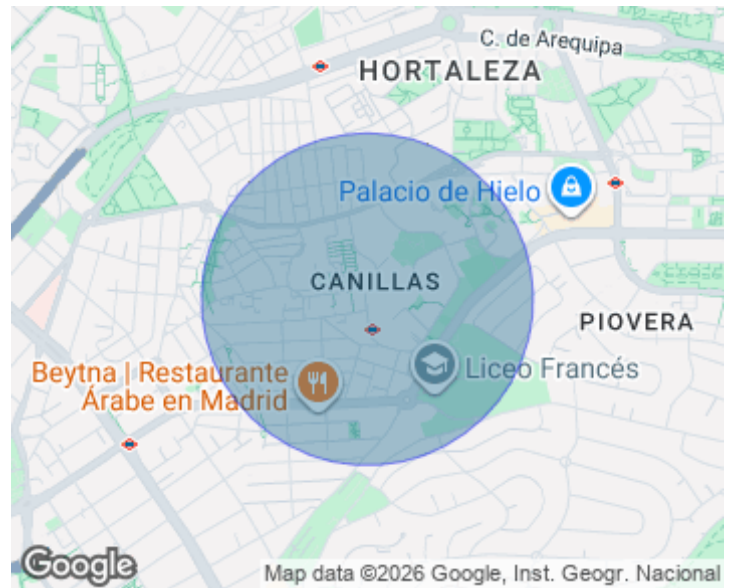 C. de Arequipa
HORTALEZA
Palacio de Hielo
CANILLAS
PIOVERA
Beytna | Restaurante
Árabe en Madrid
Liceo Francés
Google
Map data ©2026 Google, Inst. Geogr. Nacional